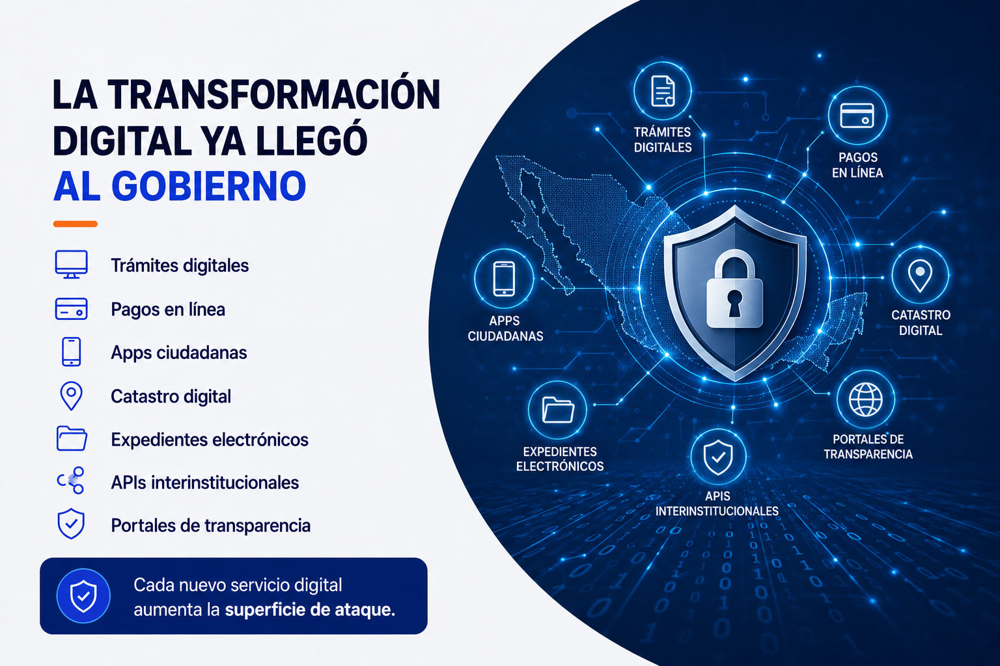 LA TRANSFORMACIÓN
DIGITAL YA LLEGÓ
AL GOBIERNO
Trámites digitales
Pagos en línea
Apps ciudadanas
Catastro digital
Expedientes electrónicos
APIs interinstitucionales
Portales de transparencia
Cada nuevo servicio digital
aumenta la superficie de ataque.
TRÁMITES
DIGITALES
PAGOS
EN LÍNEA
APPS
CIUDADANAS
CATASTRO
DIGITAL
EXPEDIENTES
ELECTRÓNICOS
PORTALES DE
TRANSPARENCIA
APIS
INTERINSTITUCIONALES